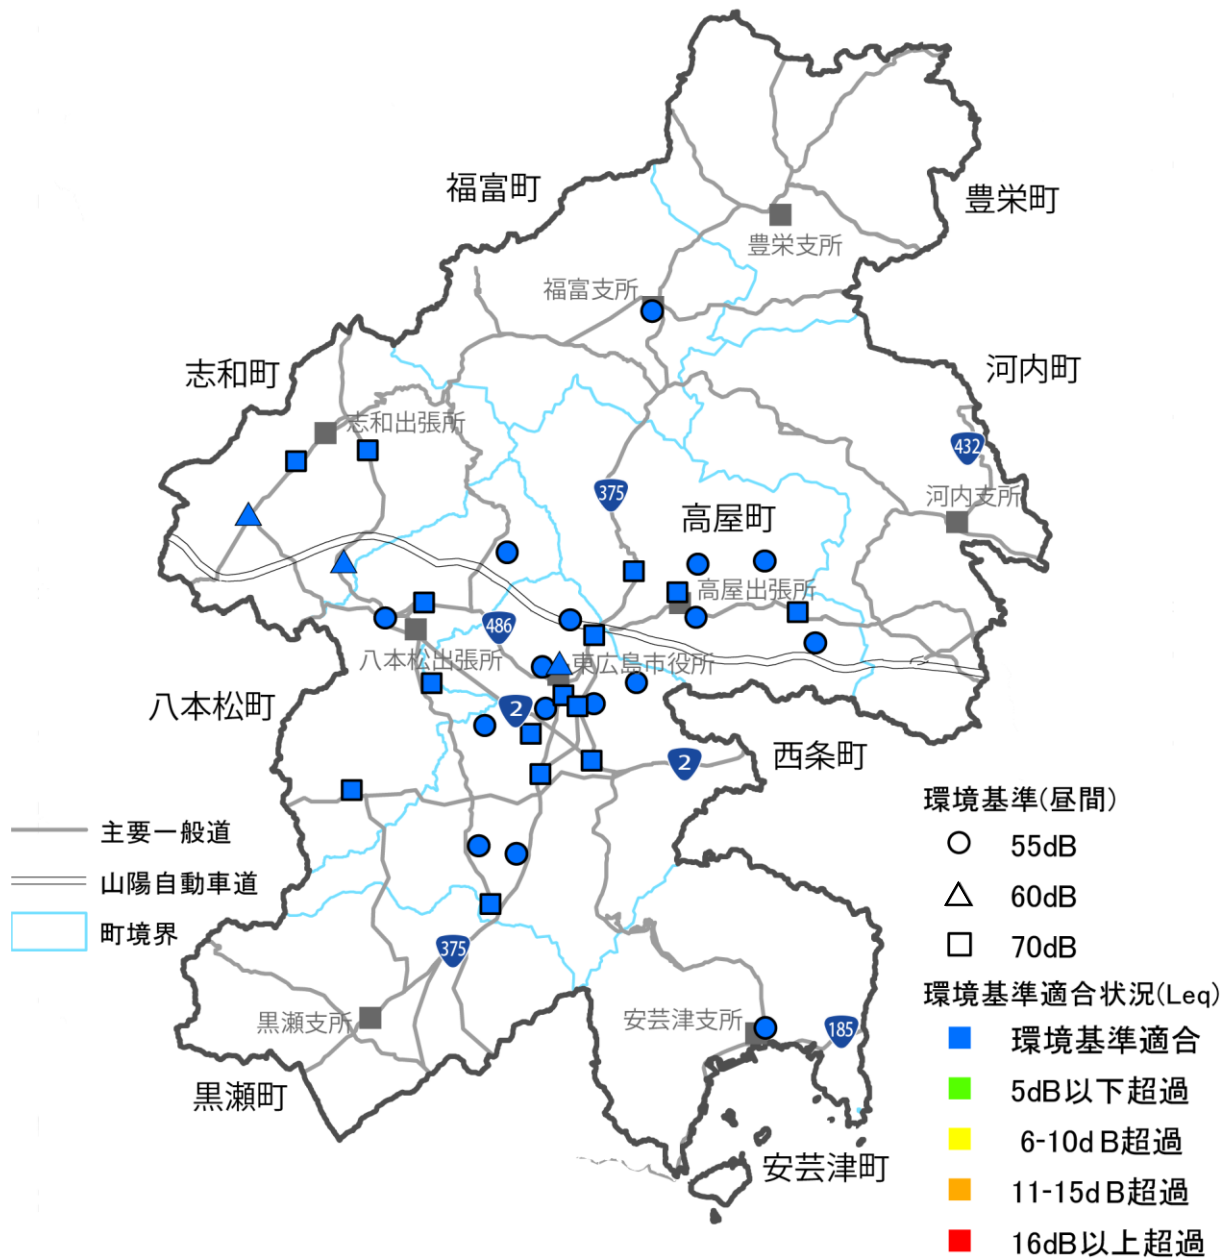 福富町
豊栄町
豊栄支所
福富支所
志和町
河内町
志和出張所
432
375
河内支所
高屋町
高屋出張所
486
八本松出張所
東広島市役所
八本松町
2
西条町
2
環境基準(昼間)
主要一般道
55dB
山陽自動車道
60dB
町境界
70dB
375
環境基準適合状況(Leq)
黒瀬支所
安芸津支所
185
環境基準適合
黒瀬町
5dB以下超過
6-10dB超過
安芸津町
11-15dB超過
16dB以上超過